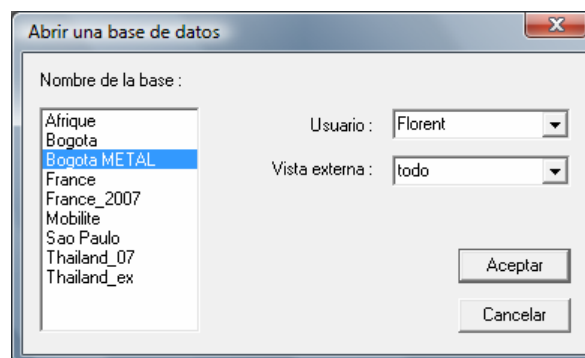 Abrir una base de datos
Nombre de la base :
Afrique
Bogota
Bogota METAL
France
France_2007
Mobilite
Sao Paulo
Thailand_07
Thailand_ex
Usuario : Florent
Vista externa : todo
Aceptar
Cancelar